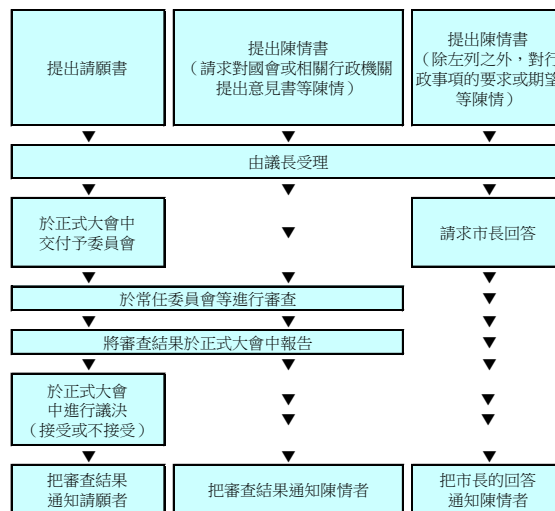 提出請願書
提出陳情書
（請求對國會或相關行政機關
提出意見書等陳情）
提出陳情書
（除左列之外，對行
政事項的要求或期望
等陳情）
▼ ▼ ▼
由議長受理
▼ ▼ ▼
於正式大會中
交付予委員會
▼
請求市長回答
▼ ▼ ▼
於常任委員會等進行審查
▼
▼ ▼ ▼
將審查結果於正式大會中報告
▼
▼ ▼ ▼
於正式大會
中進行議決
（接受或不接受）
▼ ▼
▼ ▼
▼ ▼ ▼
把審查結果
通知請願者
把審查結果通知陳情者
把市長的回答
通知陳情者